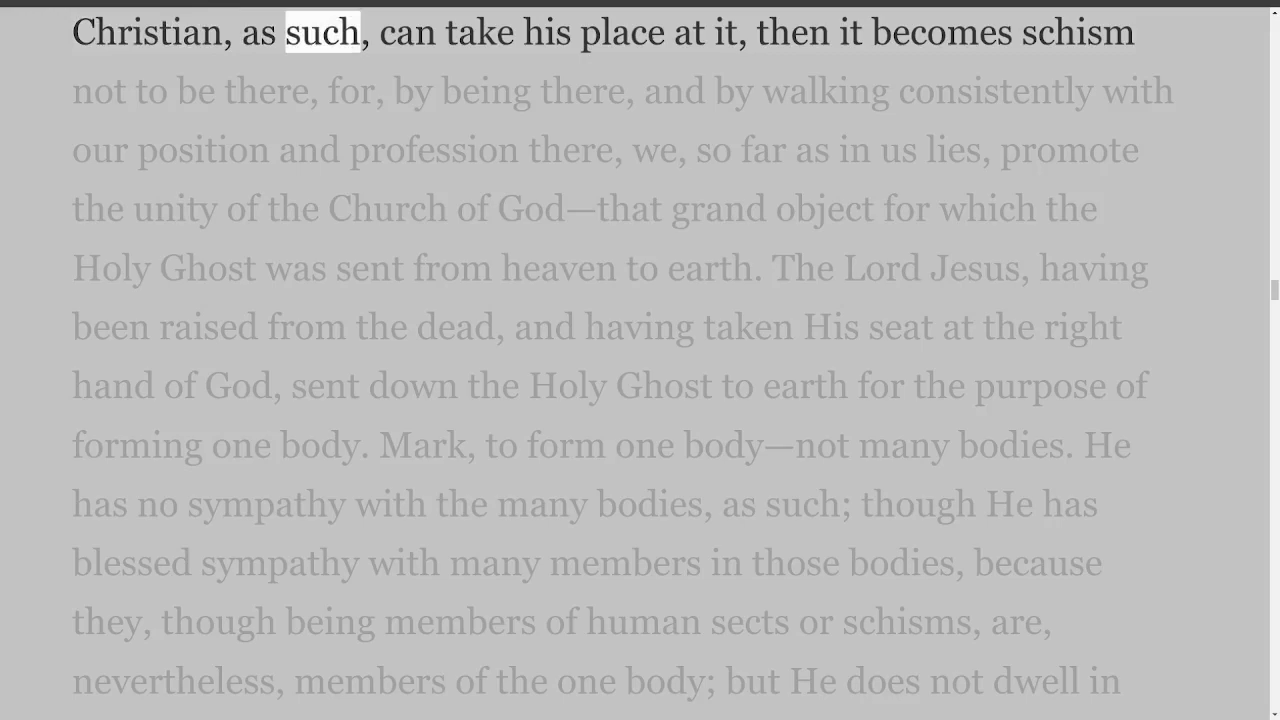 Christian, as such, can take his place at it, then it becomes schism
not to be there, for, by being there, and by walking consistently with
our position and profession there, we, so far as in us lies, promote
the unity of the Church of God—that grand object for which the
Holy Ghost was sent from heaven to earth. The Lord Jesus, having
been raised from the dead, and having taken His seat at the right
hand of God, sent down the Holy Ghost to earth for the purpose of
forming one body. Mark, to form one body—not many bodies. He
has no sympathy with the many bodies, as such; though He has
blessed sympathy with many members in those bodies, because
they, though being members of human sects or schisms, are,
nevertheless, members of the one body; but He does not dwell in